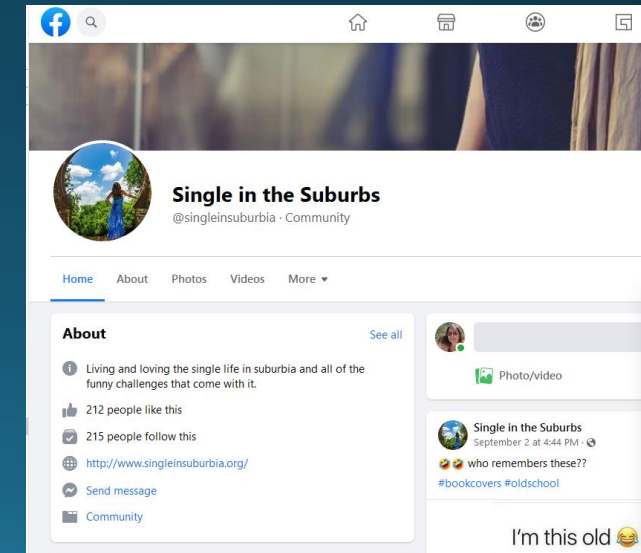 Single in the Suburbs
@singleinsuburbia · Community
Home About Photos Videos More ▾
About See all
Living and loving the single life in suburbia and all of the
funny challenges that come with it.
212 people like this
215 people follow this
http://www.singleinsuburbia.org/
Send message
Community
Photo/video
Single in the Suburbs
September 2 at 4:44 PM ·
🤣🤣 who remembers these??
#bookcovers #oldschool
I'm this old 😂